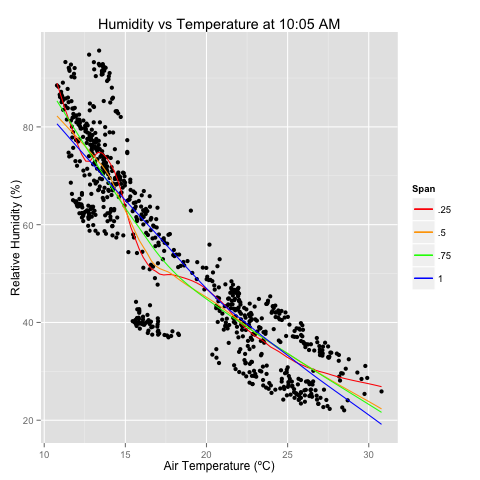 Humidity vs Temperature at 10:05 AM
80
60
40
20
Relative Humidity (%)
10 15 20 25 30
Air Temperature (ºC)
Span
.25
.5
.75
1